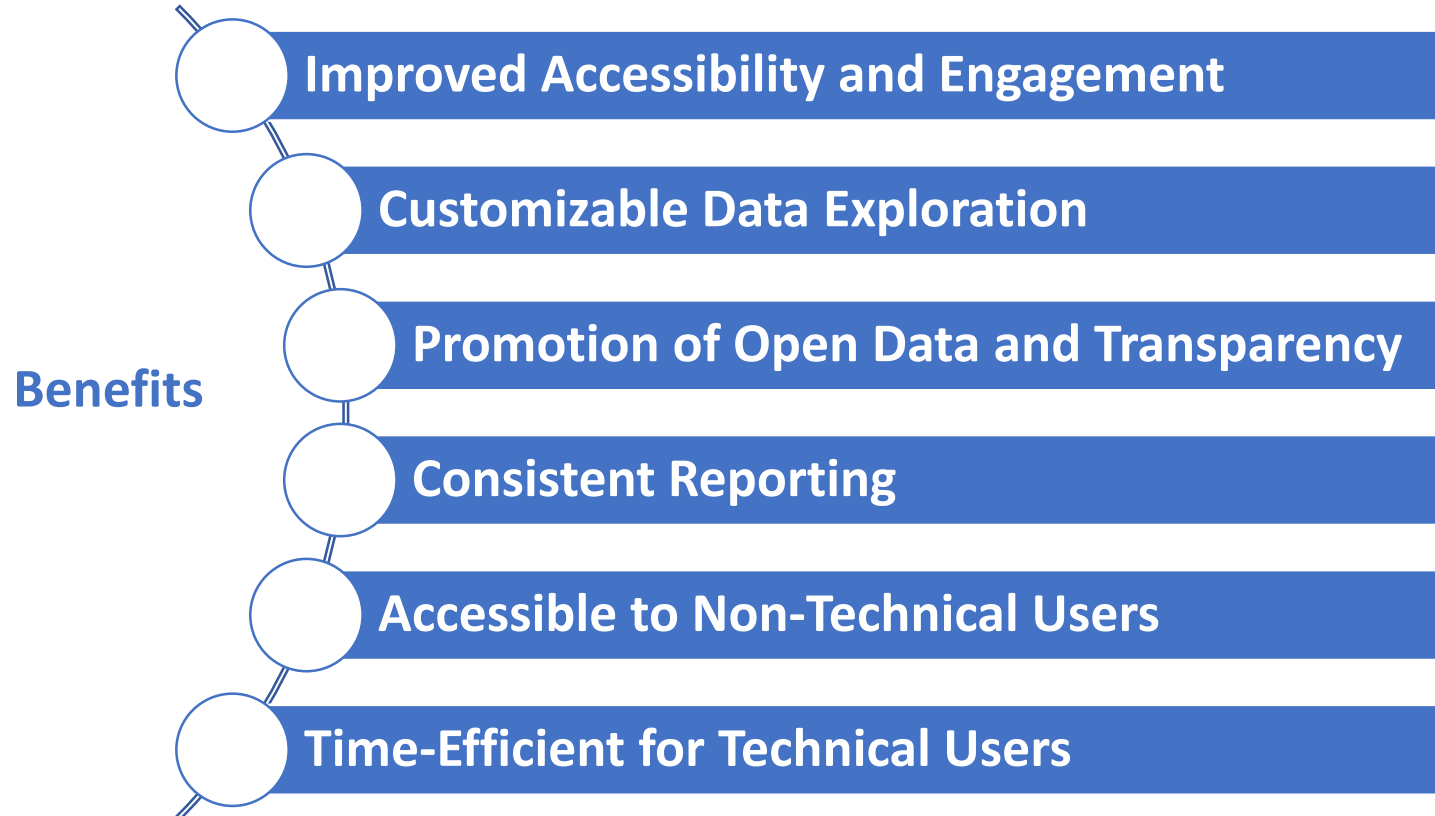 Improved Accessibility and Engagement
Customizable Data Exploration
Promotion of Open Data and Transparency
Benefits
Consistent Reporting
Accessible to Non-Technical Users
Time-Efficient for Technical Users